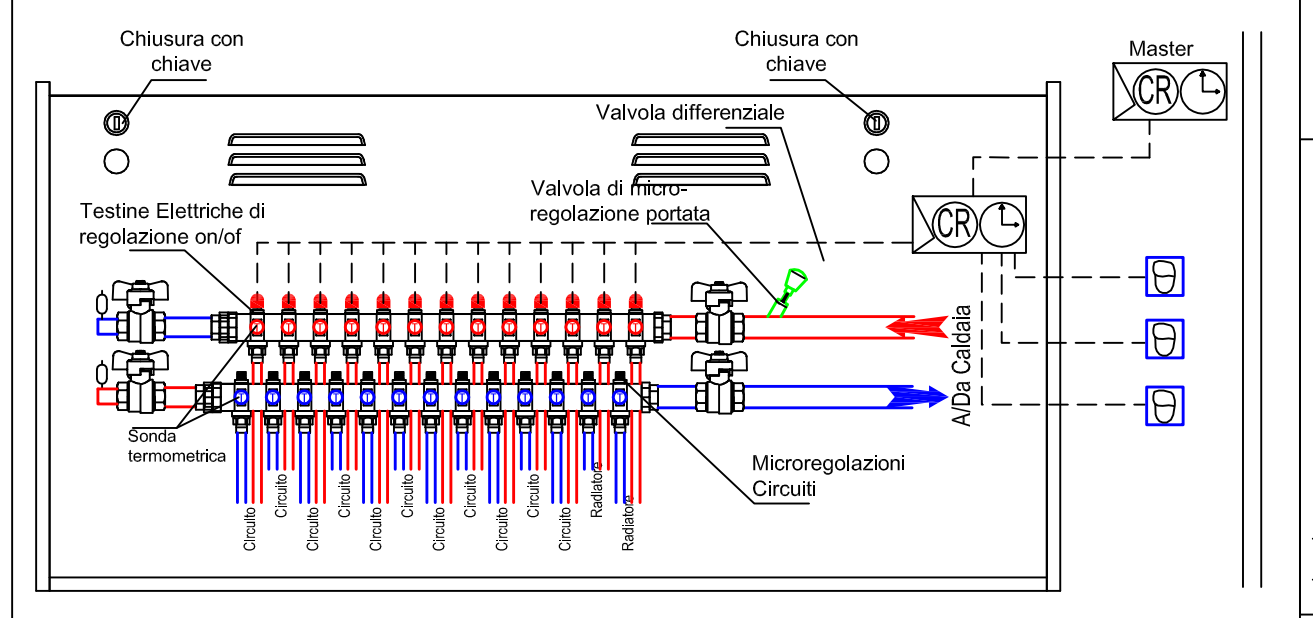 Chiusura con
chiave
Chiusura con
chiave
Master
CR
Valvola differenziale
Valvola di micro-
regolazione portata
Testine Elettriche di
regolazione on/of
CR
A/Da Caldaia
Sonda
termometrica
Microregolazioni
Circuiti
CIrcuIto
Circuito
CIrcuIto
Circuito
CIrcuIto
Circuito
CIrcuIto
Circuito
CIrcuIto
Circuito
Circuito
RadIatore
Radiatore